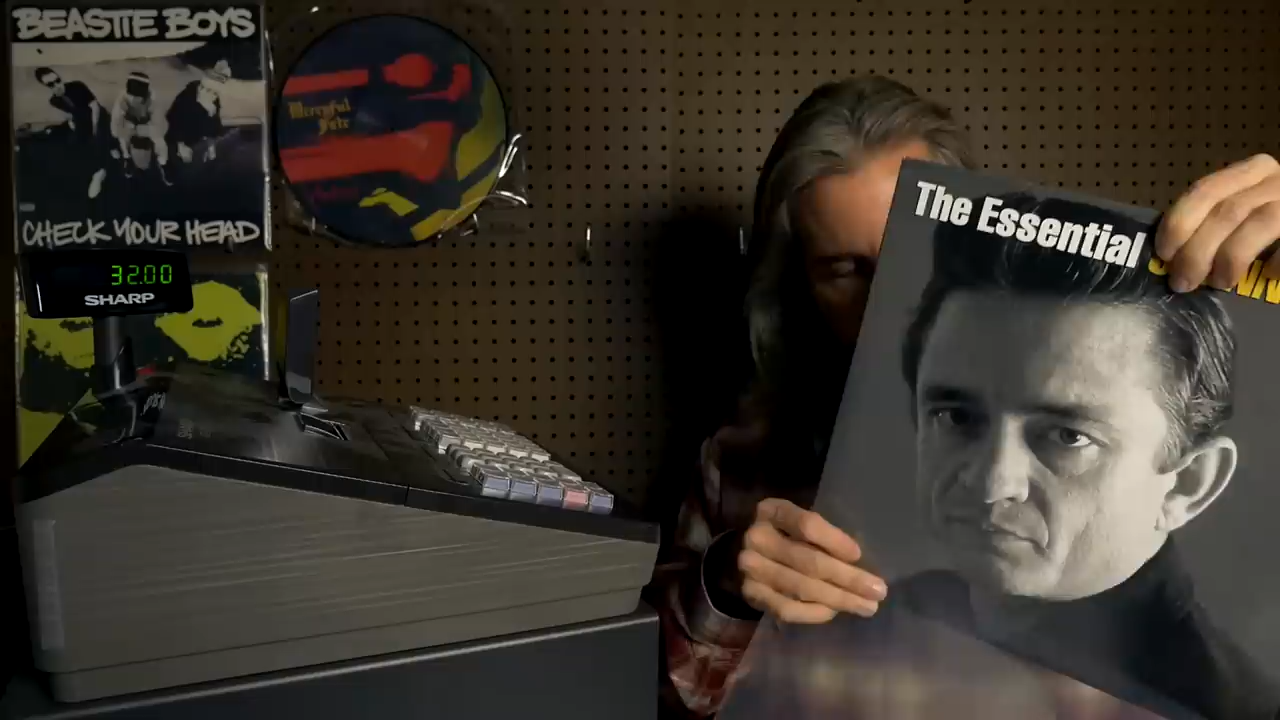 BEASTIE BOYS
CHECK YOUR HEAD
Mercyful
Fate
32.00
SHARP
The Essential